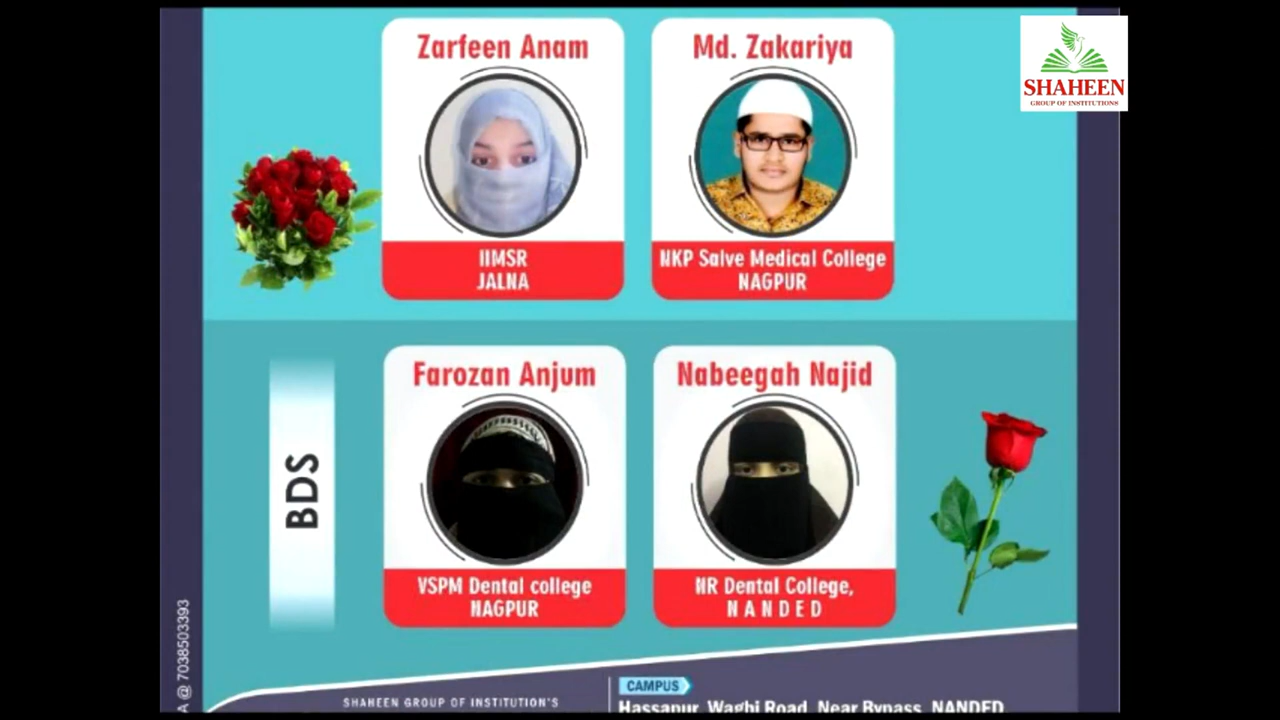 SHAHEEN
GROUP OF INSTITUTIONS
Zarfeen Anam
Md. Zakariya
IIMSR
JALNA
NKP Salve Medical College
NAGPUR
BDS
Farozan Anjum
Nabeegah Najid
VSPM Dental college
NAGPUR
NR Dental College,
NANDED
A @ 7038503393
SHAHEEN GROUP OF INSTITUTION'S
CAMPUS
Hassapur, Waghi Road, Near Bypass, NANDED